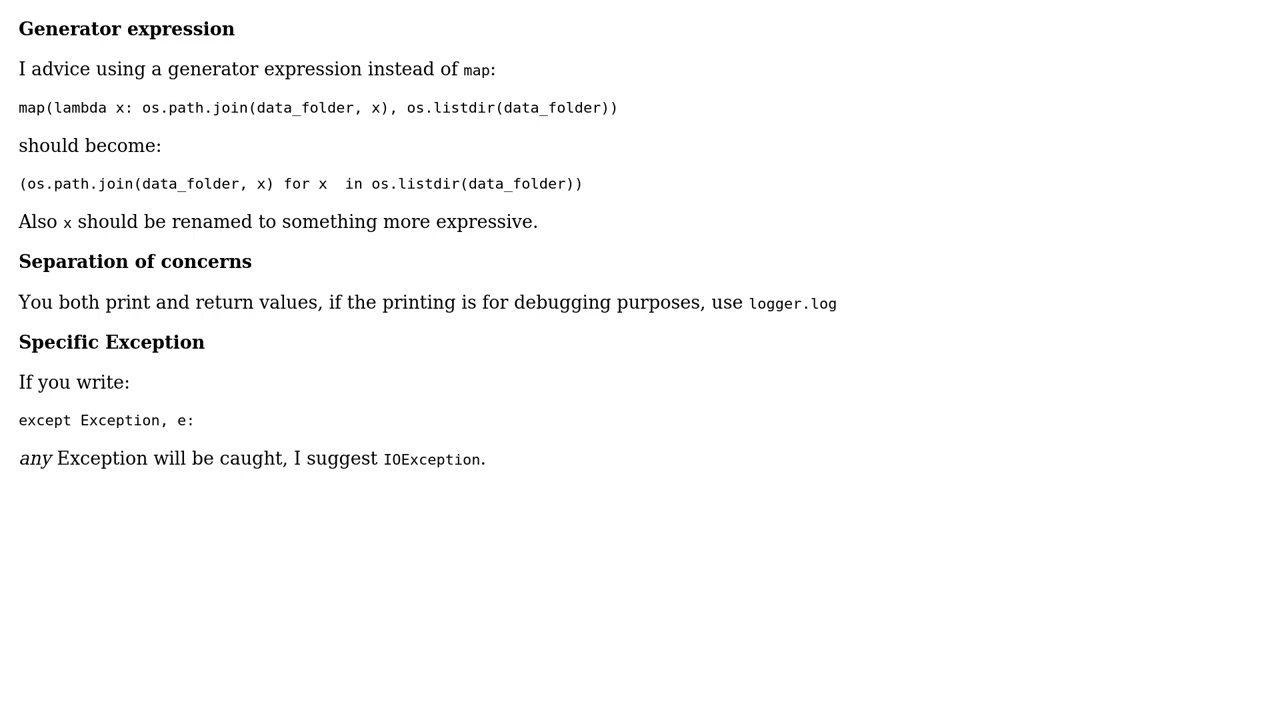 Generator expression
I advice using a generator expression instead of map:
map(lambda x: os.path.join(data_folder, x), os.listdir(data_folder))
should become:
(os.path.join(data_folder, x) for x  in os.listdir(data_folder))
Also x should be renamed to something more expressive.
Separation of concerns
You both print and return values, if the printing is for debugging purposes, use logger.log
Specific Exception
If you write:
except Exception, e:
any Exception will be caught, I suggest IOException.